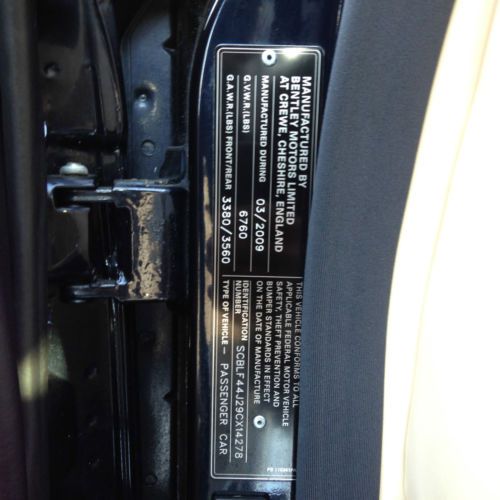 MANUFACTURED BY
BENTLEY MOTORS LIMITED
AT CREWE, CHESHIRE, ENGLAND
MANUFACTURED DURING 03/2009
G.V.W.R.(LBS) 6760
G.A.W.R.(LBS) FRONT/REAR 3380/3560
THIS VEHICLE CONFORMS TO ALL
APPLICABLE FEDERAL MOTOR VEHICLE
SAFETY, THEFT PREVENTION AND
BUMPER STANDARDS IN EFFECT
ON THE DATE OF MANUFACTURE
IDENTIFICATION
NUMBER SCBLF44J29CX14278
TYPE OF VEHICLE — PASSENGER CAR